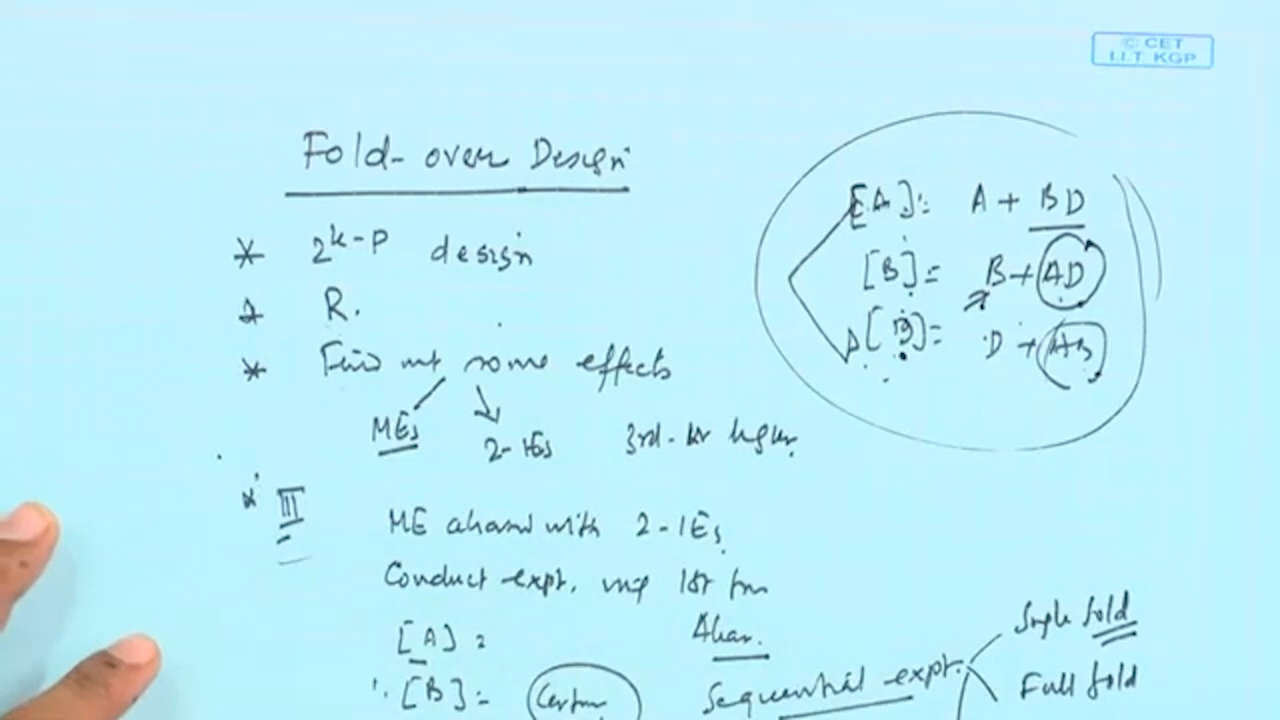 © CET
I.I.T KGP
Fold-over Design
* 2^k-p design
* R.
* Find out some effects
MEs 2-IEs 3rd. or higher
* III
ME aliased with 2-IEs
Conduct expt. using 1st fra
[A] =
Alias.
[B] =
Sequential expt.
Single fold
Full fold
[A] = A + BD
[B] = B + AD
D [D] = D + AB